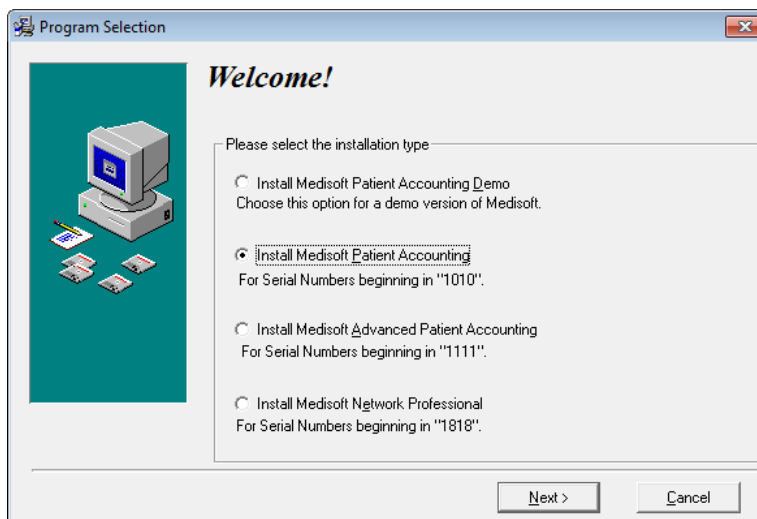 Program Selection
Welcome!
Please select the installation type
Install Medisoft Patient Accounting Demo
Choose this option for a demo version of Medisoft.
Install Medisoft Patient Accounting
For Serial Numbers beginning in "1010".
Install Medisoft Advanced Patient Accounting
For Serial Numbers beginning in "1111".
Install Medisoft Network Professional
For Serial Numbers beginning in "1818".
Next > Cancel